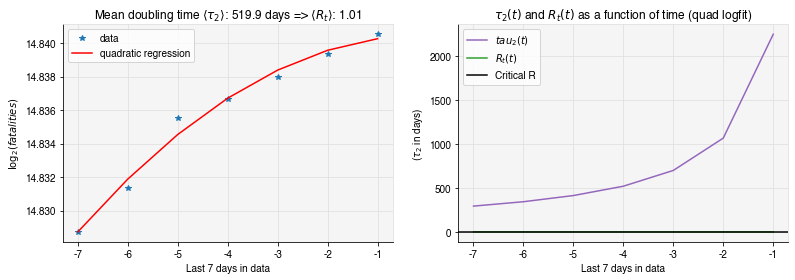 Mean doubling time ⟨τ₂⟩: 519.9 days => ⟨Rₜ⟩: 1.01
data
quadratic regression
log₂(fatalities)
14.840
14.838
14.836
14.834
14.832
14.830
-7 -6 -5 -4 -3 -2 -1
Last 7 days in data
τ₂(t) and Rₜ(t) as a function of time (quad logfit)
tau₂(t)
Rₜ(t)
Critical R
(τ₂ in days)
2000
1500
1000
500
0
-7 -6 -5 -4 -3 -2 -1
Last 7 days in data